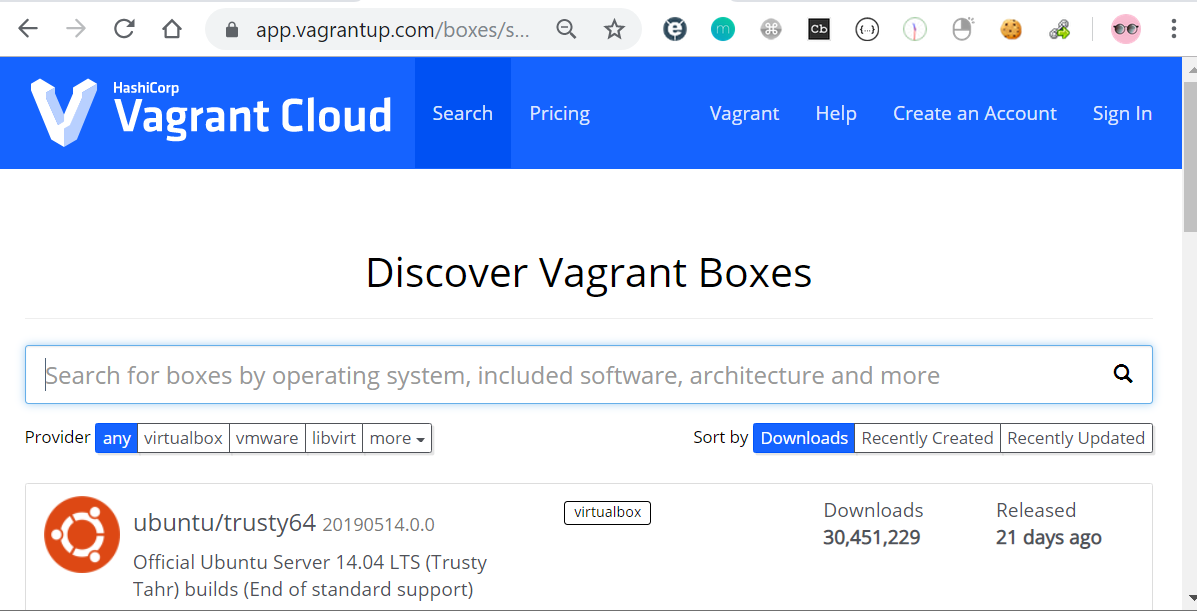 app.vagrantup.com/boxes/s...
m
Cb
{...}
HashiCorp
Vagrant Cloud
Search Pricing Vagrant Help Create an Account Sign In
Discover Vagrant Boxes
Search for boxes by operating system, included software, architecture and more
Provider any virtualbox vmware libvirt more Sort by Downloads Recently Created Recently Updated
ubuntu/trusty64 20190514.0.0 virtualbox Downloads Released
30,451,229 21 days ago
Official Ubuntu Server 14.04 LTS (Trusty
Tahr) builds (End of standard support)